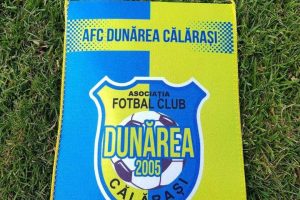 AFC DUNĂREA CĂLĂRAȘI
ASOCIAȚIA
FOTBAL CLUB
DUNĂREA
2005
CĂLĂRAȘI